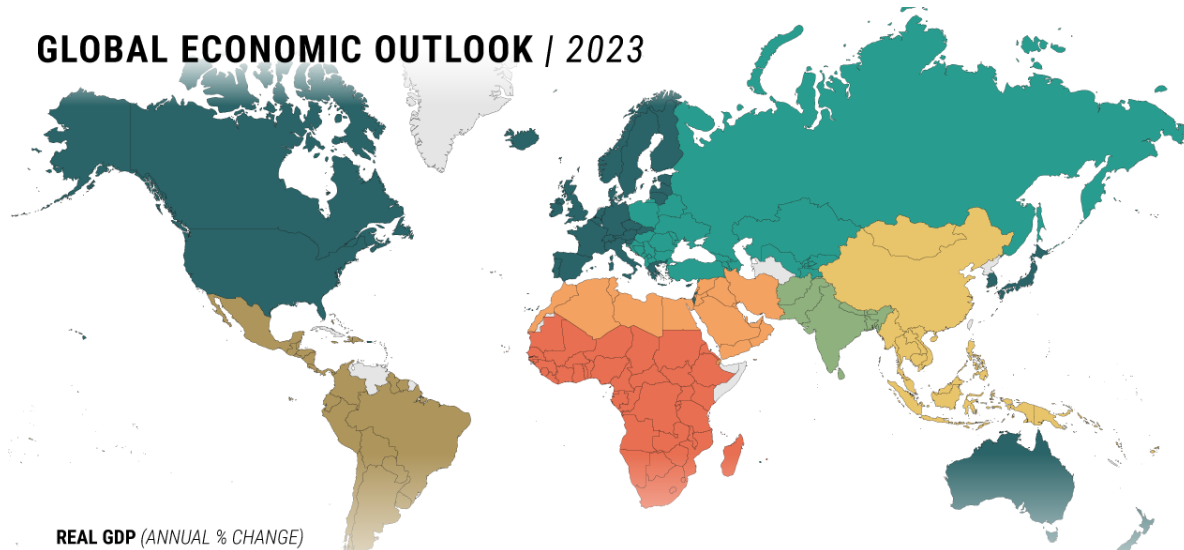 GLOBAL ECONOMIC OUTLOOK | 2023
REAL GDP (ANNUAL % CHANGE)